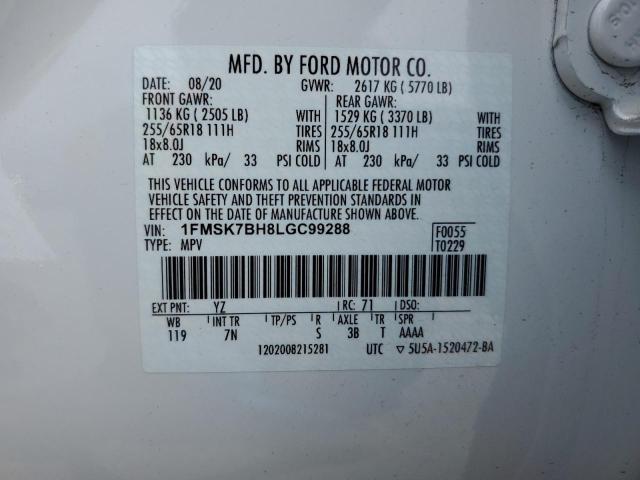 MFD. BY FORD MOTOR CO.
DATE: 08/20 GVWR: 2617 KG ( 5770 LB)
FRONT GAWR: REAR GAWR:
1136 KG ( 2505 LB) WITH 1529 KG ( 3370 LB) WITH
255/65R18 111H TIRES 255/65R18 111H TIRES
18x8.0J RIMS 18x8.0J RIMS
AT 230 kPa/ 33 PSI COLD AT 230 kPa/ 33 PSI COLD
THIS VEHICLE CONFORMS TO ALL APPLICABLE FEDERAL MOTOR
VEHICLE SAFETY AND THEFT PREVENTION STANDARDS IN
EFFECT ON THE DATE OF MANUFACTURE SHOWN ABOVE.
VIN: 1FMSK7BH8LGC99288 F0055
TYPE: MPV T0229
EXT PNT: YZ RC: 71 DSO:
WB INT TR TP/PS R AXLE TR SPR
119 7N S 3B T AAAA
1202008215281 UTC ▽ 5U5A-1520472-BA